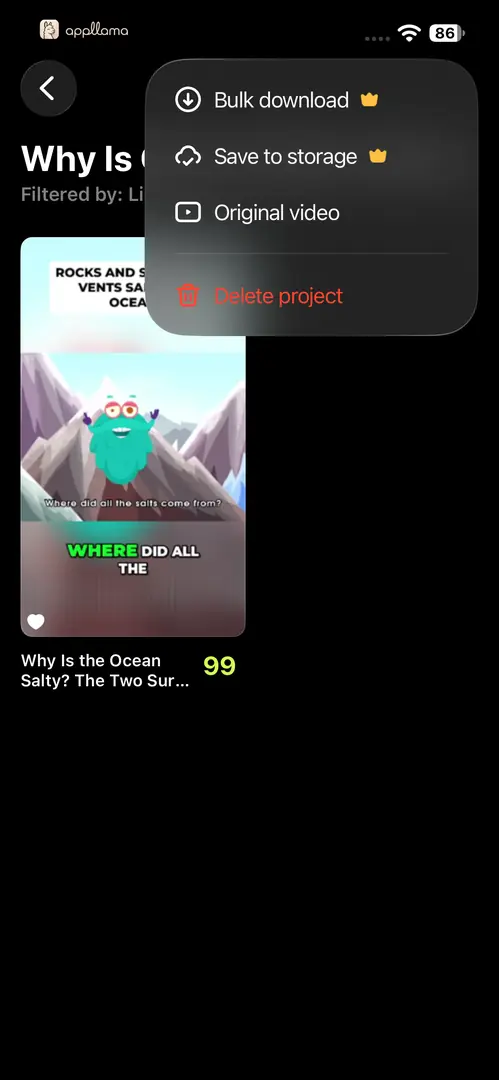 appllama
86
Bulk download
Save to storage
Original video
Delete project
Why Is
Filtered by:
ROCKS AND
VENTS
Where did all the salts come from?
WHERE DID ALL
THE
Why Is the Ocean
Salty? The Two Sur...
99